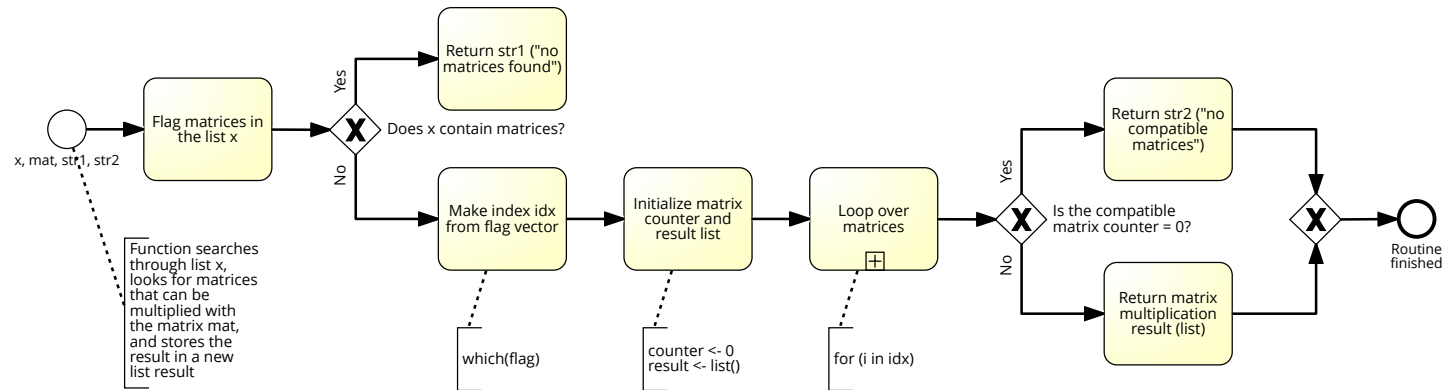 x, mat, str1, str2
Function searches
through list x,
looks for matrices
that can be
multiplied with
the matrix mat,
and stores the
result in a new
list result
Flag matrices in
the list x
Does x contain matrices?
Yes
Return str1 ("no
matrices found")
No
Make index idx
from flag vector
which(flag)
Initialize matrix
counter and
result list
counter <- 0
result <- list()
Loop over
matrices
for (i in idx)
Is the compatible
matrix counter = 0?
Yes
Return str2 ("no
compatible
matrices")
No
Return matrix
multiplication
result (list)
Routine
finished